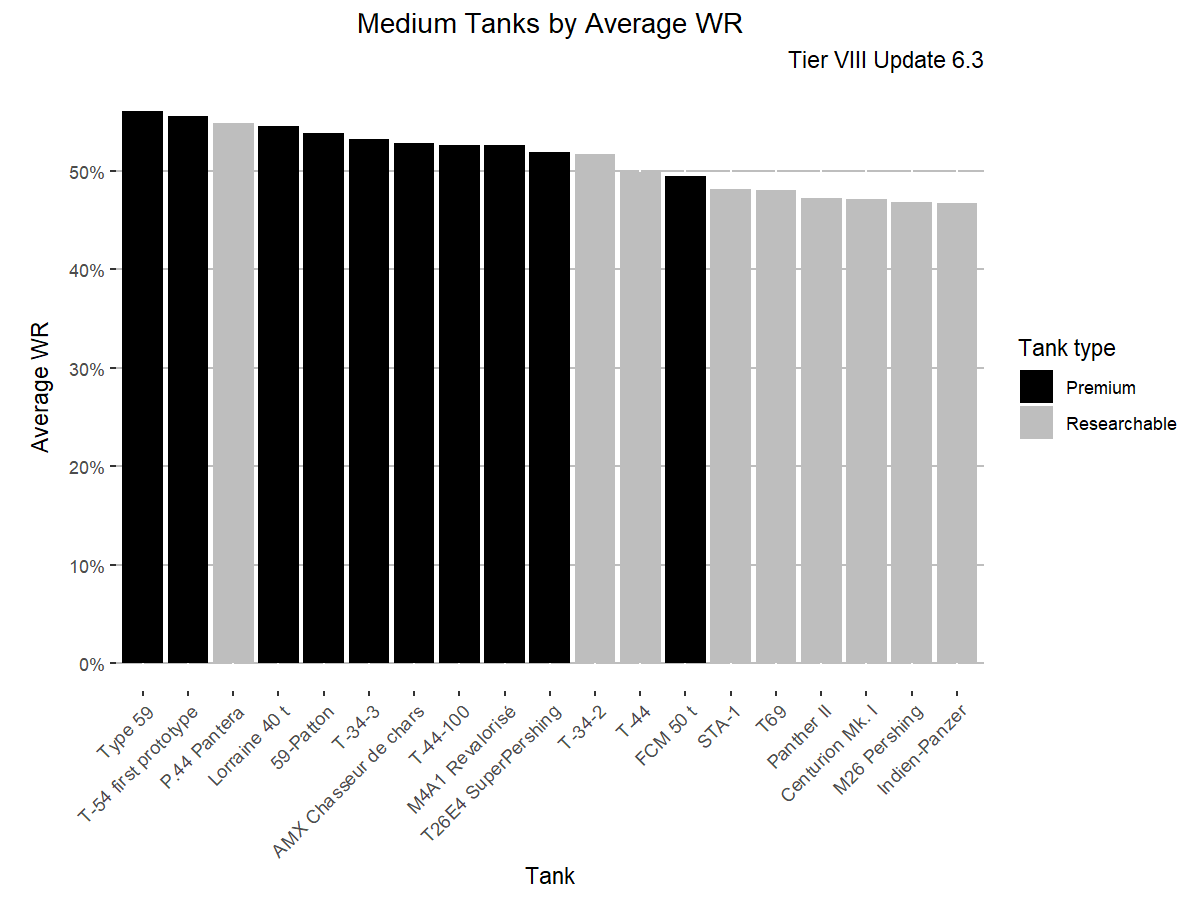 Medium Tanks by Average WR
Tier VIII Update 6.3
Average WR
50%
40%
30%
20%
10%
0%
Type 59
T-54 first prototype
P.44 Pantera
Lorraine 40 t
59-Patton
T-34-3
AMX Chasseur de chars
T-44-100
M4A1 Revalorisé
T26E4 SuperPershing
T-34-2
T-44
FCM 50 t
STA-1
T69
Panther II
Centurion Mk. I
M26 Pershing
Indien-Panzer
Tank
Tank type
Premium
Researchable